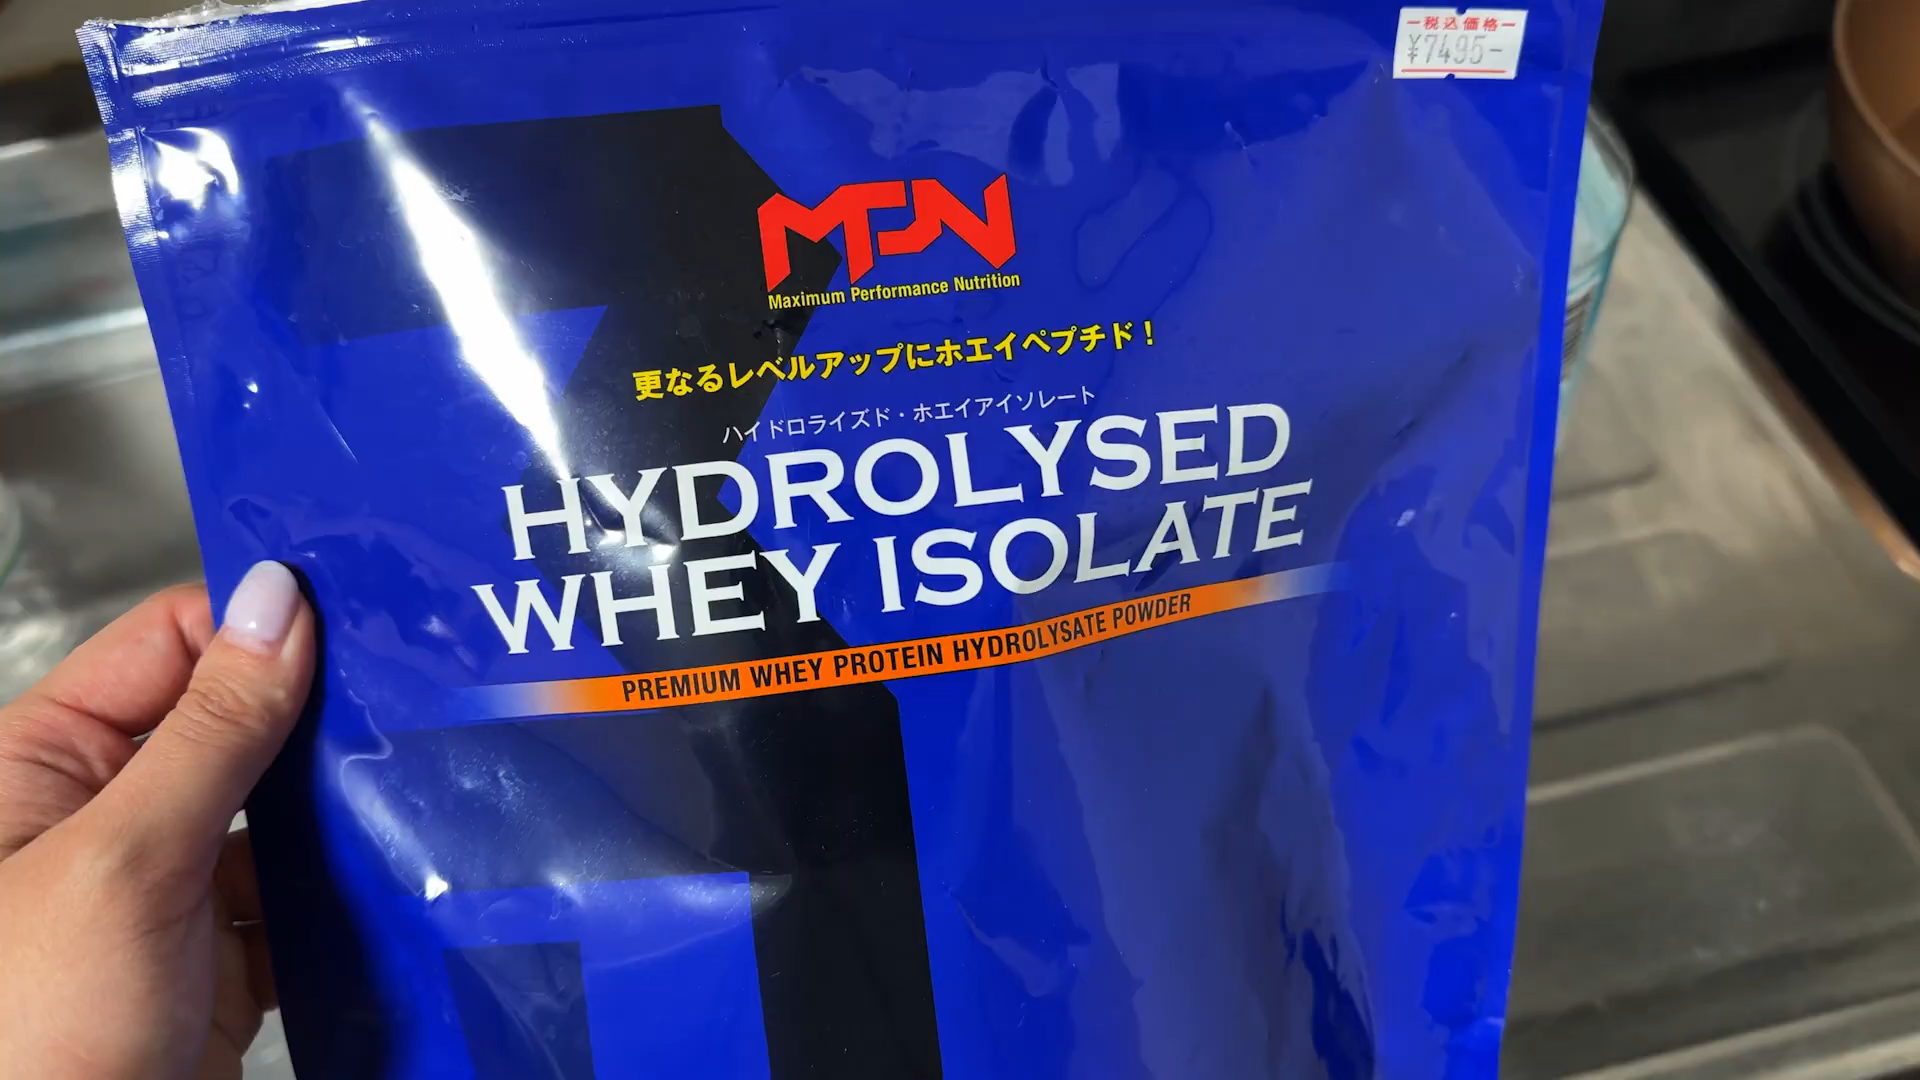 税込価格
¥7495-
MPN
Maximum Performance Nutrition
更なるレベルアップにホエイペプチド!
ハイドロライズド・ホエイアイソレート
HYDROLYSED
WHEY ISOLATE
PREMIUM WHEY PROTEIN HYDROLYSATE POWDER